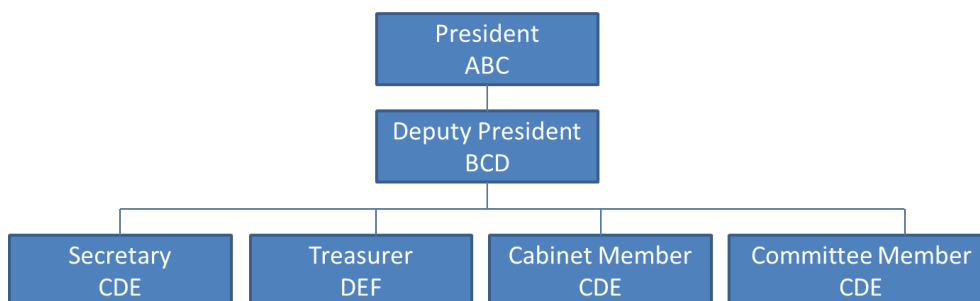 President
ABC
Deputy President
BCD
Secretary
CDE
Treasurer
DEF
Cabinet Member
CDE
Committee Member
CDE